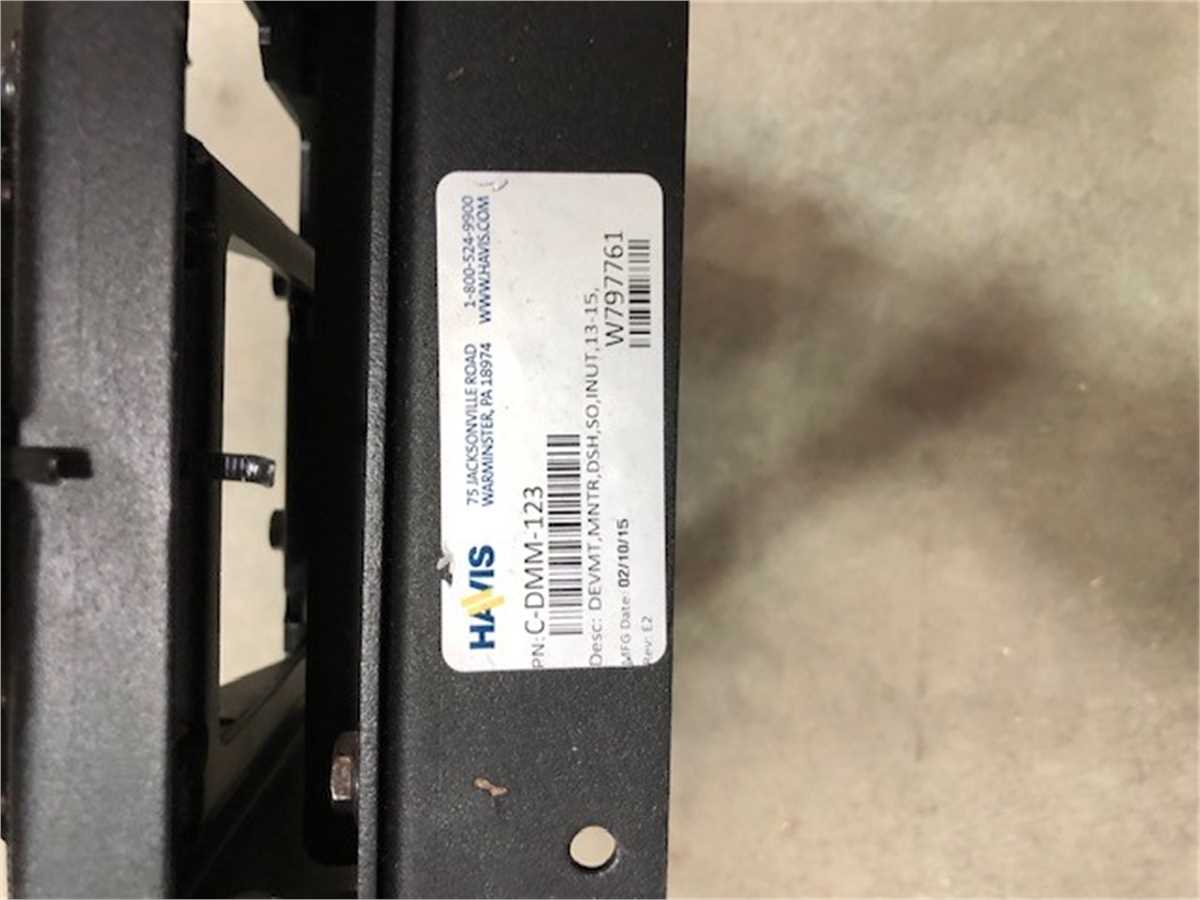 HAVIS
75 JACKSONVILLE ROAD 1-800-524-9900
WARMINSTER, PA 18974 WWW.HAVIS.COM
PN: C-DMM-123
Desc: DEVMT,MNTR,DSH,SO,INUT,13-15,
W797761
MFG Date: 02/10/15
Rev: E2